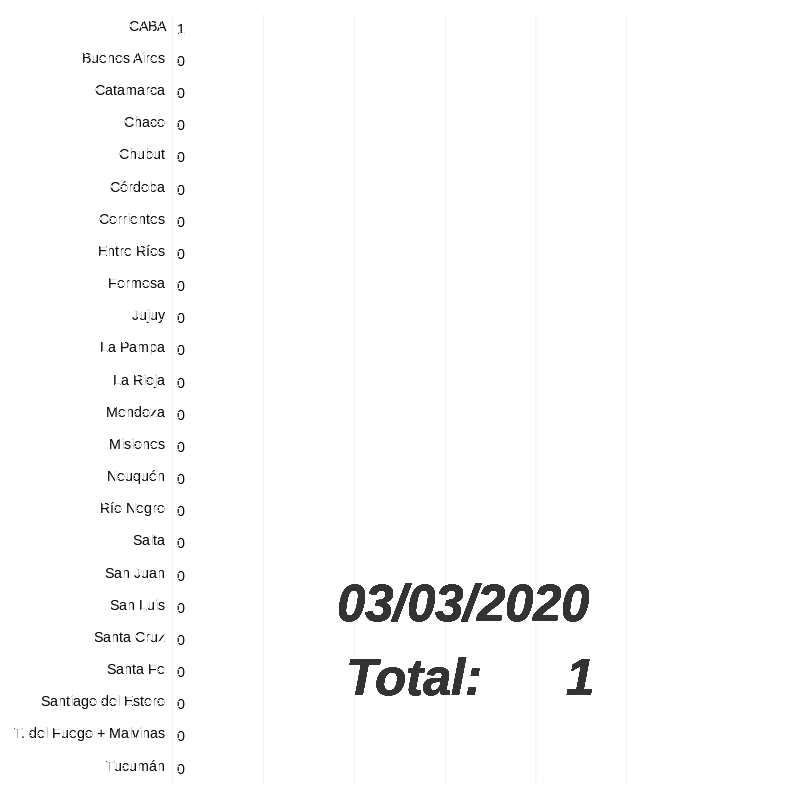 CABA 1
Buenos Aires 0
Catamarca 0
Chaco 0
Chubut 0
Córdoba 0
Corrientes 0
Entre Ríos 0
Formosa 0
Jujuy 0
La Pampa 0
La Rioja 0
Mendoza 0
Misiones 0
Neuquén 0
Río Negro 0
Salta 0
San Juan 0
San Luis 0
03/03/2020
Santa Cruz 0
Santa Fe 0
Total: 1
Santiago del Estero 0
T. del Fuego + Malvinas 0
Tucumán 0